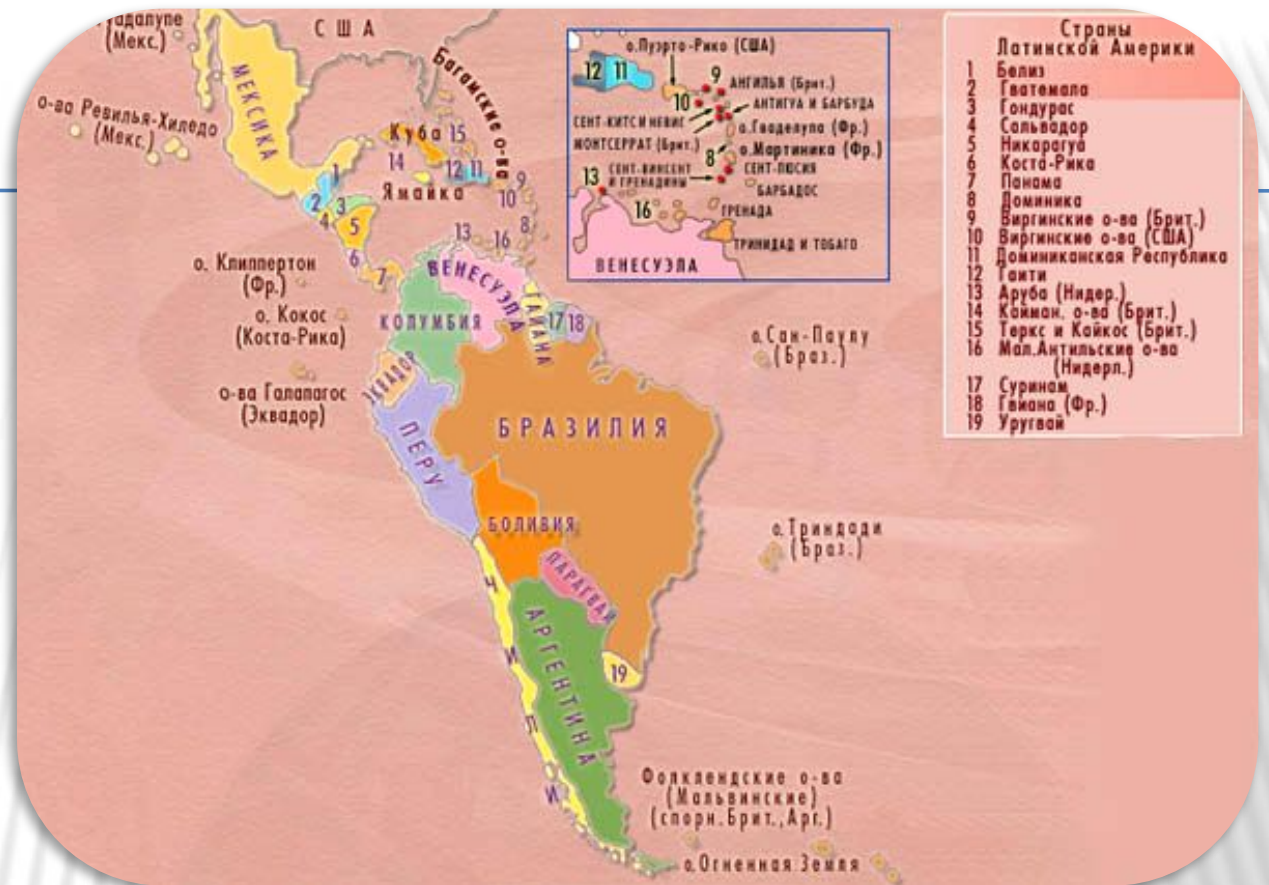 (Мекс.)
США
МЕКСИКА
о-ва Ревилья-Хиледо
(Мекс.)
Багамские о-ва
Куба
15
14
12
11
Ямайка
1
2
3
4
5
6
7
9
10
8
13
16
о. Клиппертон
(Фр.)
о. Кокос
(Коста-Рика)
о-ва Галапагос
(Эквадор)
ВЕНЕСУЭЛА
КОЛУМБИЯ
ГАЙАНА
17
18
ЭКВАДОР
ПЕРУ
БРАЗИЛИЯ
БОЛИВИЯ
ПАРАГВАЙ
ЧИЛИ
АРГЕНТИНА
19
о.Сан-Паулу
(Браз.)
о.Триндади
(Браз.)
Фолклендские о-ва
(Мальвинские)
(спорн.Брит.,Арг.)
о.Огненная Земля
о.Пуэрто-Рико (США)
12
11
9
АНГИЛЬЯ (Брит.)
10
АНТИГУА И БАРБУДА
СЕНТ-КИТС И НЕВИС
о.Гваделупа (Фр.)
МОНТСЕРРАТ (Брит.)
о.Мартиника (Фр.)
8
13
СЕНТ-ВИНСЕНТ
И ГРЕНАДИНЫ
СЕНТ-ЛЮСИЯ
БАРБАДОС
16
ГРЕНАДА
ТРИНИДАД И ТОБАГО
ВЕНЕСУЭЛА
Страны
Латинской Америки
1 Белиз
2 Гватемала
3 Гондурас
4 Сальвадор
5 Никарагуа
6 Коста-Рика
7 Панама
8 Доминика
9 Виргинские о-ва (Брит.)
10 Виргинские о-ва (США)
11 Доминиканская Республика
12 Гаити
13 Аруба (Нидер.)
14 Кайман. о-ва (Брит.)
15 Теркс и Кайкос (Брит.)
16 Мал.Антильские о-ва
(Нидерл.)
17 Суринам
18 Гвиана (Фр.)
19 Уругвай